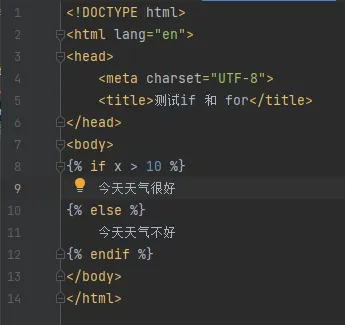 1 <!DOCTYPE html>
2 <html lang="en">
3 <head>
4     <meta charset="UTF-8">
5     <title>测试if 和 for</title>
6 </head>
7 <body>
8 {% if x > 10 %}
9     今天天气很好
10 {% else %}
11     今天天气不好
12 {% endif %}
13 </body>
14 </html>